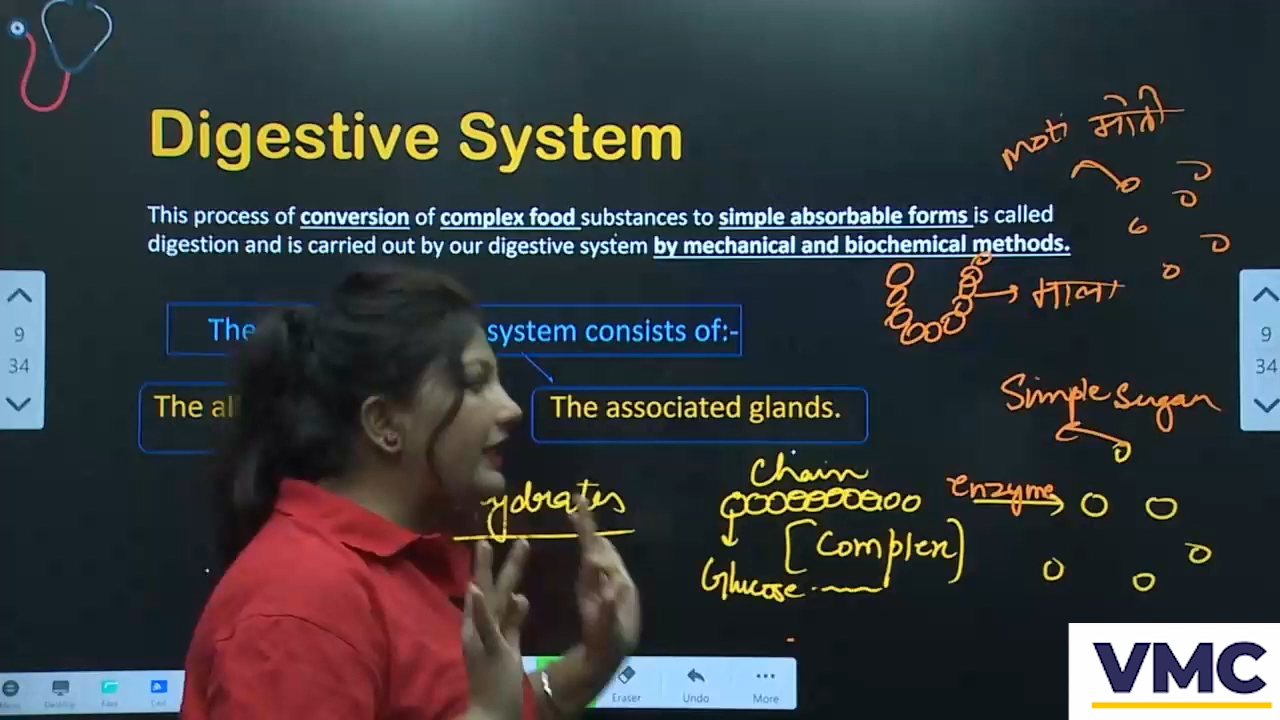 Digestive System
This process of conversion of complex food substances to simple absorbable forms is called
digestion and is carried out by our digestive system by mechanical and biochemical methods.
The system consists of:-
The al
The associated glands.
moti मोती
माला
Simple sugar
Chain
ydrates
enzyme
[Complex]
Glucose
9
34
9
34
Desktop
Eraser
Undo
More
VMC